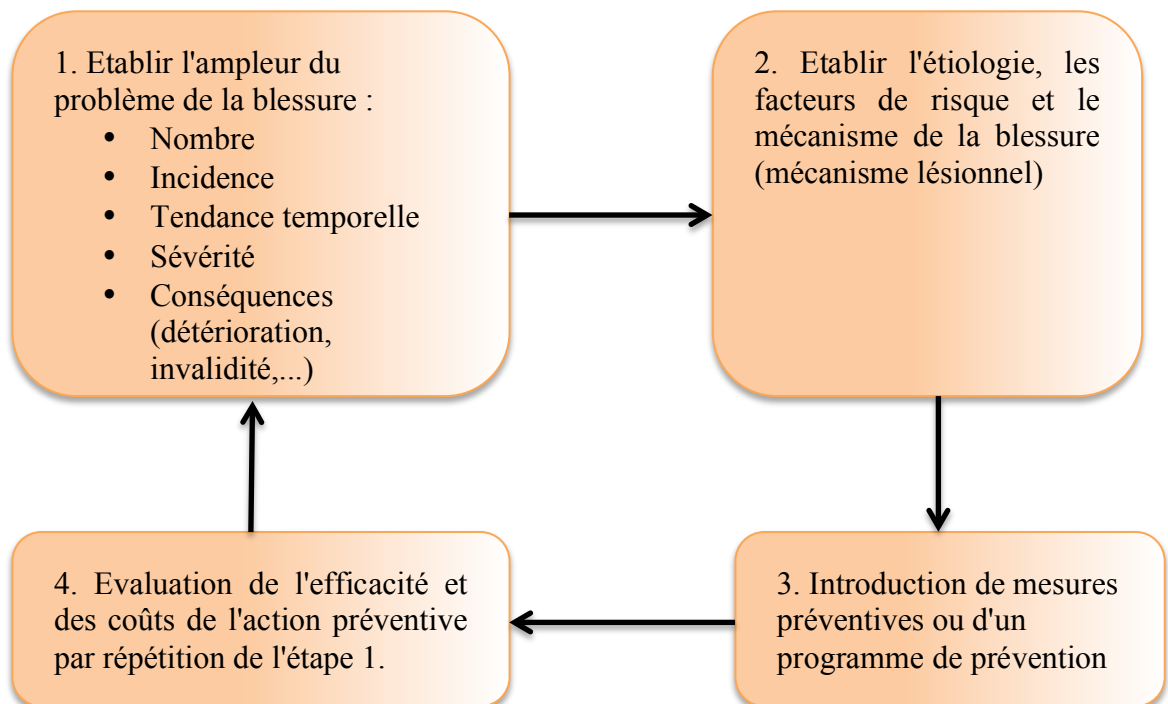 1. Etablir l'ampleur du
problème de la blessure :
• Nombre
• Incidence
• Tendance temporelle
• Sévérité
• Conséquences
(détérioration,
invalidité,...)
2. Etablir l'étiologie, les
facteurs de risque et le
mécanisme de la blessure
(mécanisme lésionnel)
3. Introduction de mesures
préventives ou d'un
programme de prévention
4. Evaluation de l'efficacité et
des coûts de l'action préventive
par répétition de l'étape 1.